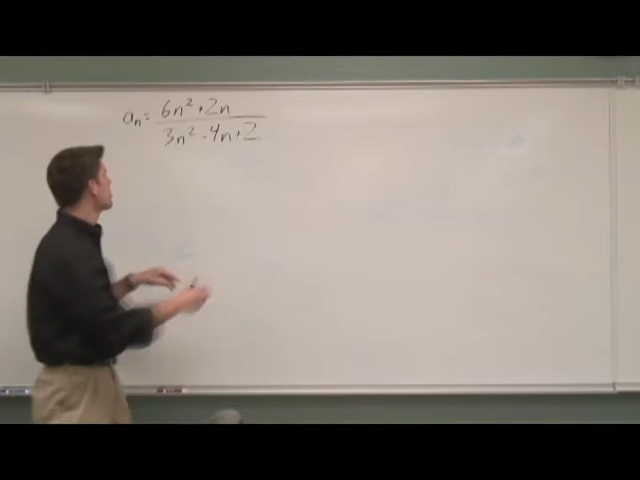 aₙ = 6n² + 2n
3n² - 4n + 2